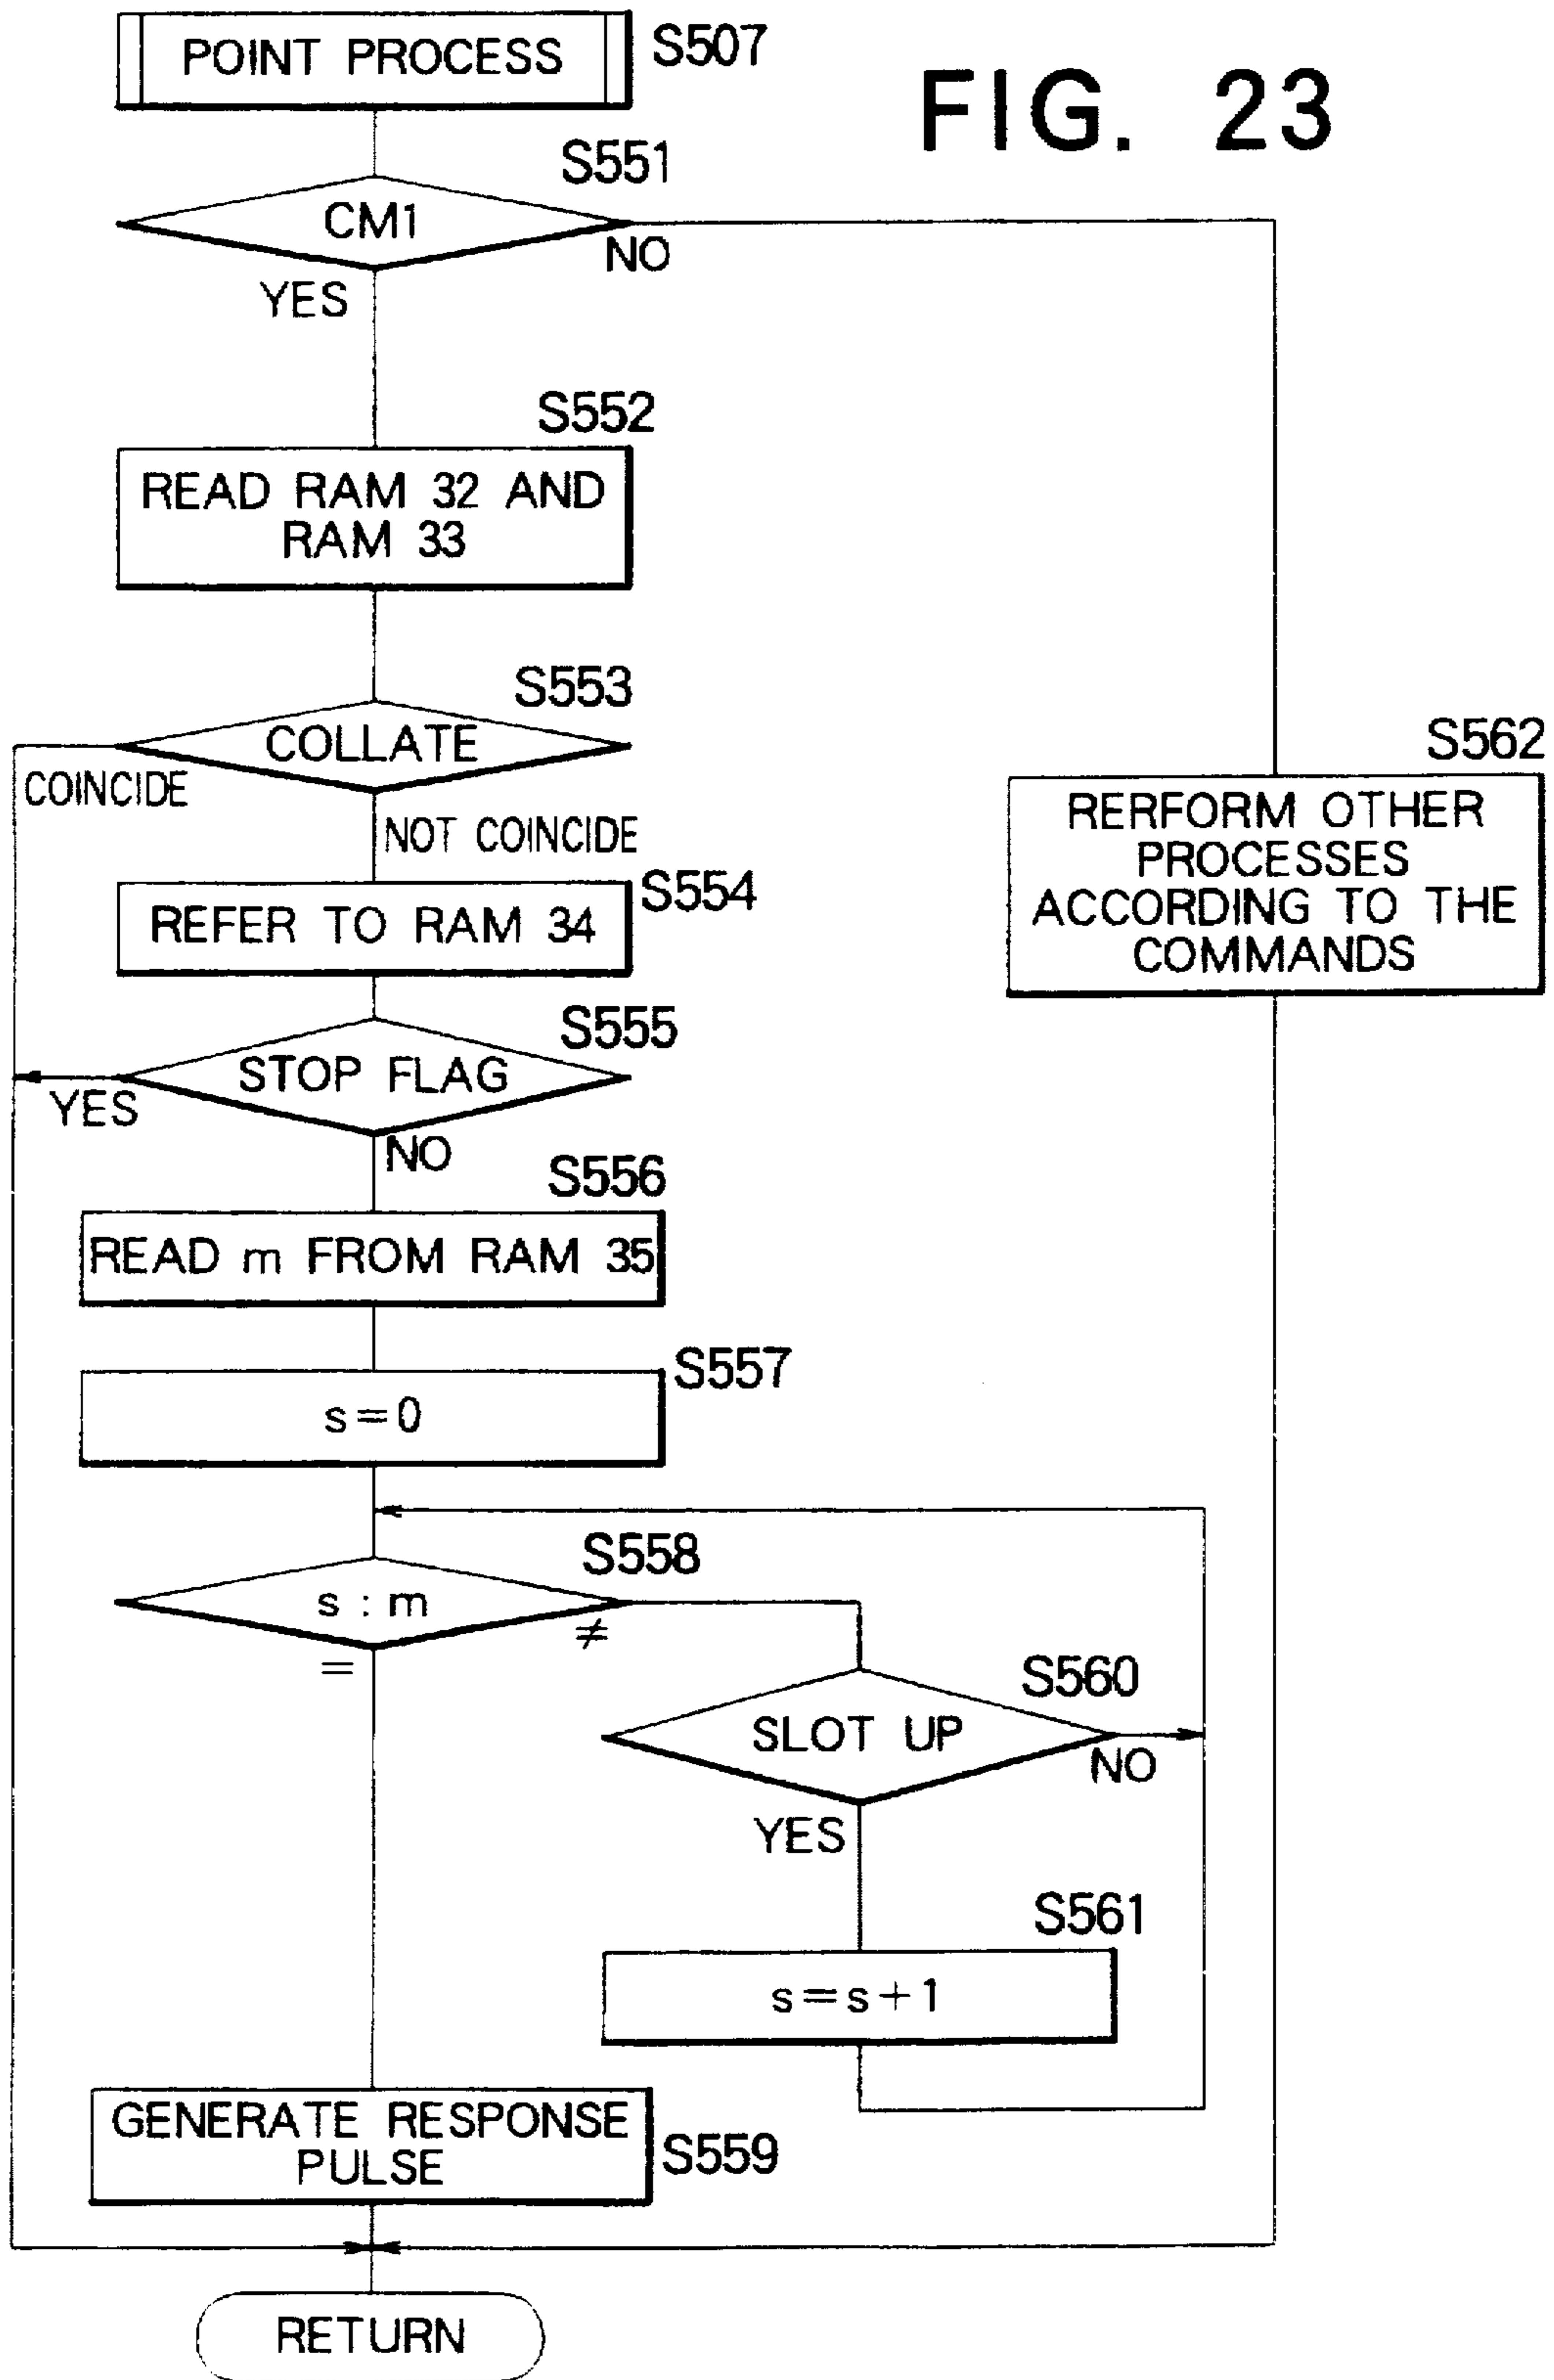 POINT PROCESS
S507
FIG. 23
S551
CM1
NO
YES
S552
READ RAM 32 AND
RAM 33
S553
COLLATE
COINCIDE
NOT COINCIDE
S562
RERFORM OTHER
PROCESSES
ACCORDING TO THE
COMMANDS
S554
REFER TO RAM 34
S555
STOP FLAG
YES
NO
S556
READ m FROM RAM 35
S557
s=0
S558
s : m
≠
=
S560
SLOT UP
NO
YES
S561
s=s+1
GENERATE RESPONSE
PULSE
S559
RETURN